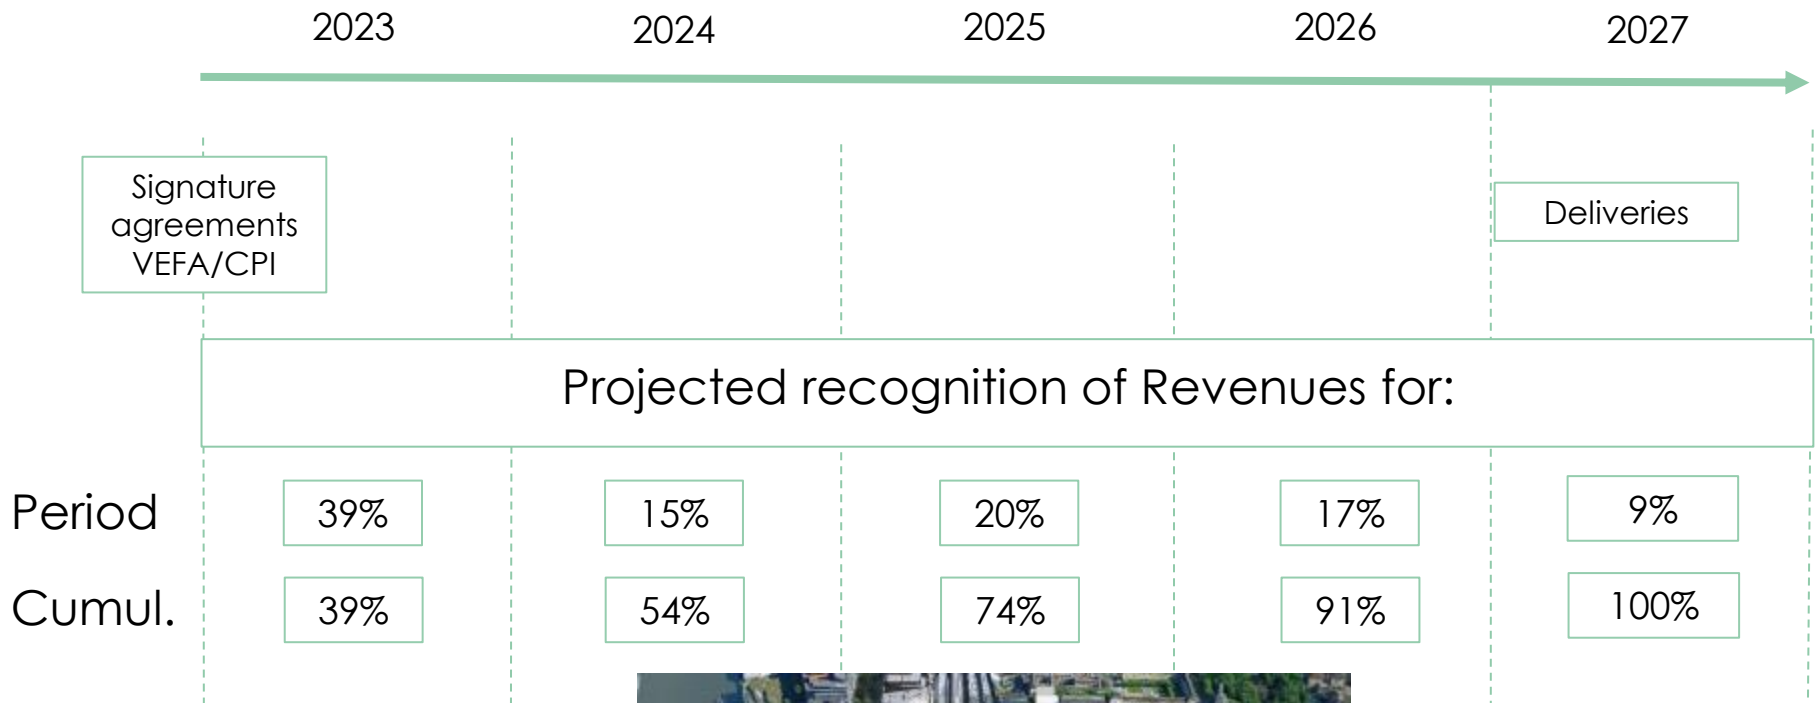 2023 2024 2025 2026 2027
Signature
agreements
VEFA/CPI
Deliveries
Projected recognition of Revenues for:
Period 39% 15% 20% 17% 9%
Cumul. 39% 54% 74% 91% 100%